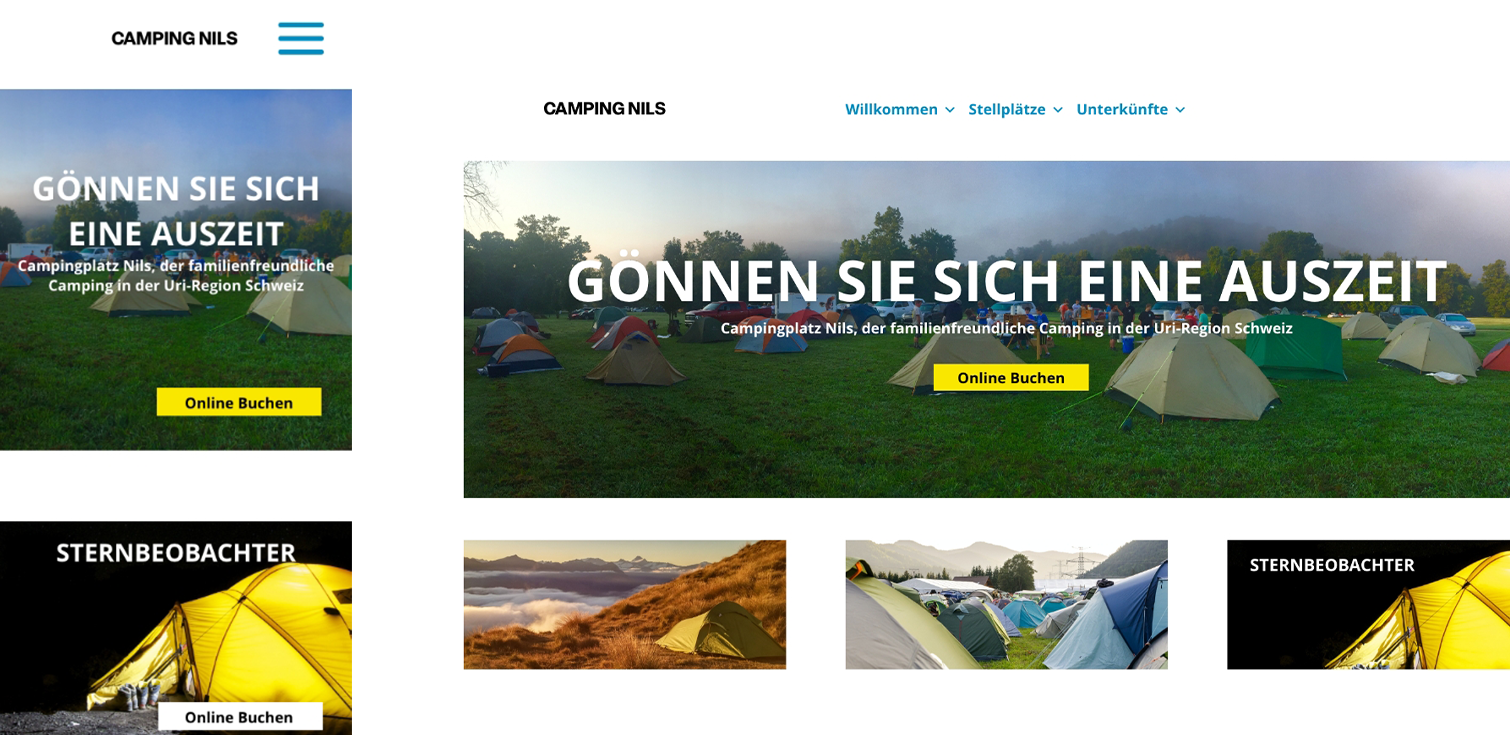 CAMPING NILS
GÖNNEN SIE SICH
EINE AUSZEIT
Campingplatz Nils, der familienfreundliche
Camping in der Uri-Region Schweiz
Online Buchen
STERNBEOBACHTER
Online Buchen
CAMPING NILS
Willkommen Stellplätze Unterkünfte
GÖNNEN SIE SICH EINE AUSZEIT
Campingplatz Nils, der familienfreundliche Camping in der Uri-Region Schweiz
Online Buchen
STERNBEOBACHTER